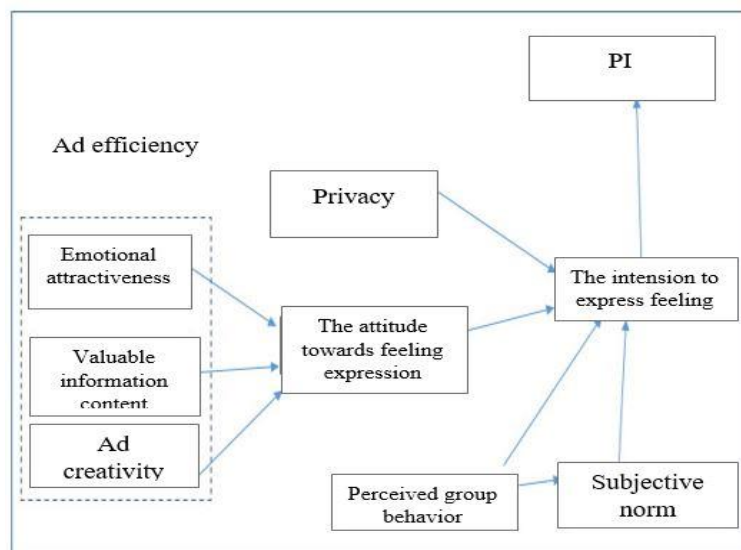 PI
Ad efficiency
Privacy
Emotional
attractiveness
The intension to
express feeling
The attitude
towards feeling
expression
Valuable
information
content
Ad
creativity
Perceived group
behavior
Subjective
norm